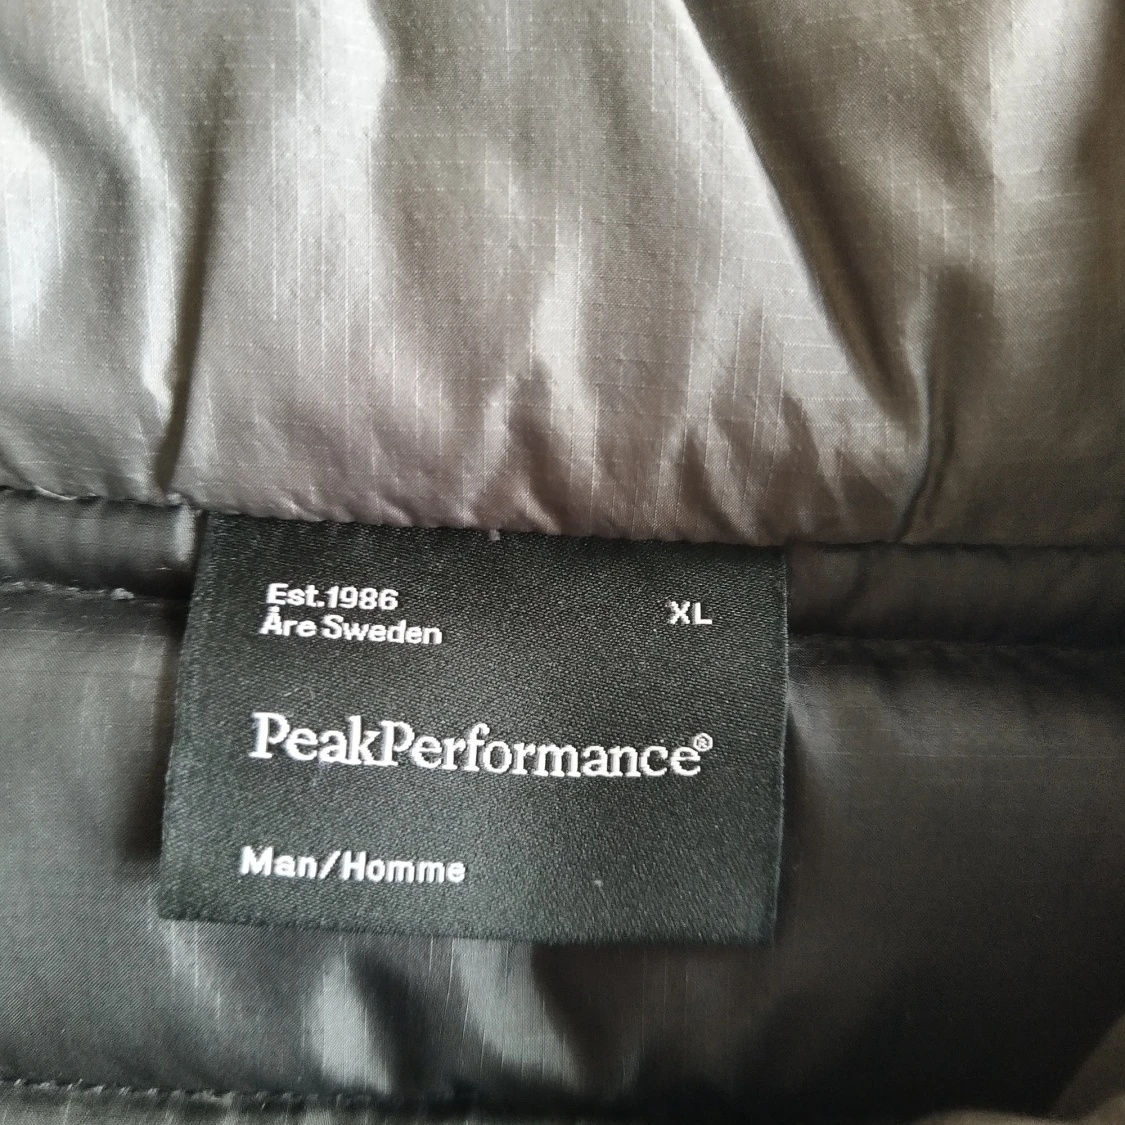 Est.1986
Åre Sweden
XL
PeakPerformance®
Man/Homme